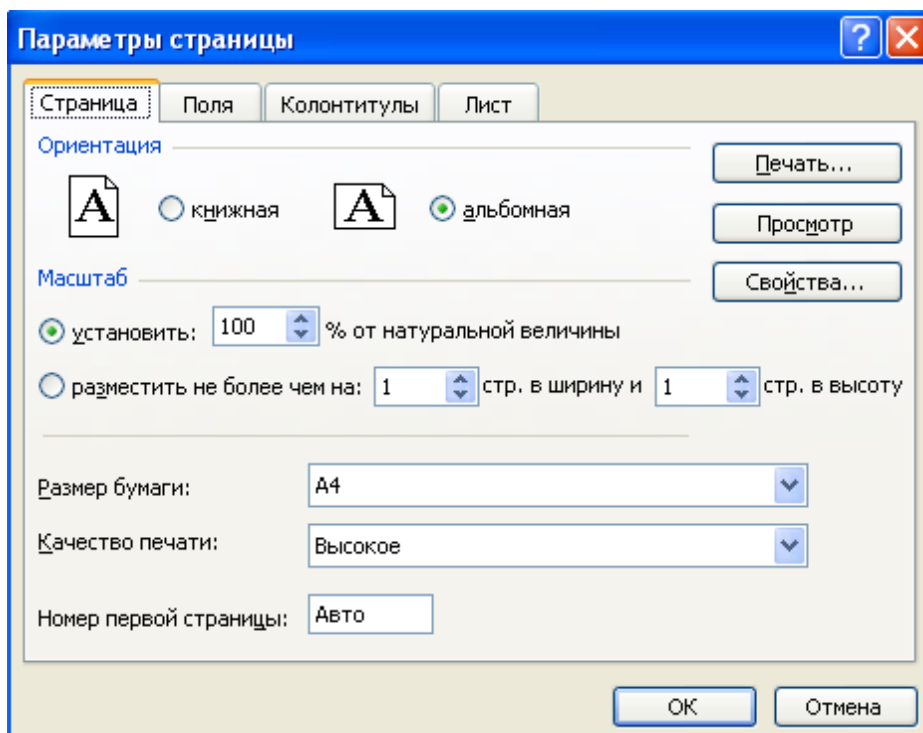 Параметры страницы
Страница Поля Колонтитулы Лист
Ориентация
Печать...
A книжная A альбомная
Просмотр
Масштаб
Свойства...
установить: 100 % от натуральной величины
разместить не более чем на: 1 стр. в ширину и 1 стр. в высоту
Размер бумаги: A4
Качество печати: Высокое
Номер первой страницы: Авто
ОК Отмена